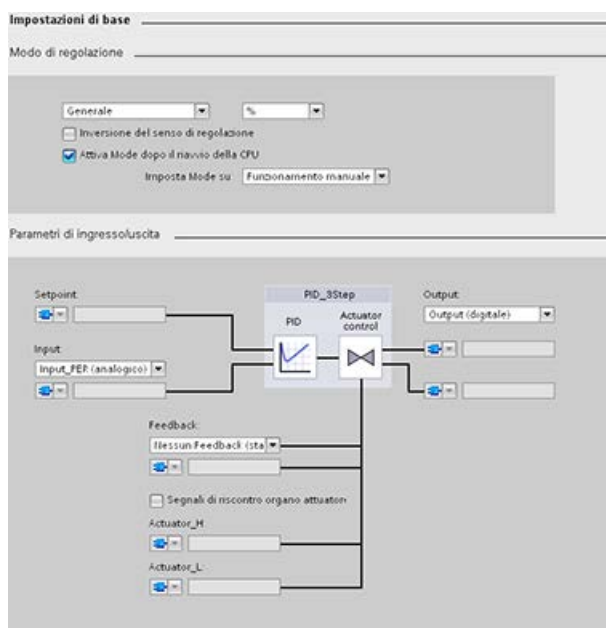 Impostazioni di base
Modo di regolazione
Generale
%
Inversione del senso di regolazione
Attiva Mode dopo il riavvio della CPU
Imposta Mode su: Funzionamento manuale
Parametri di ingresso/uscita
Setpoint:
PID_3Step
Output:
PID
Actuator control
Output (digitale)
Input:
Input_PER (analogico)
Feedback:
Nessun Feedback (sta
Segnali di riscontro organo attuatore
Actuator_H:
Actuator_L: